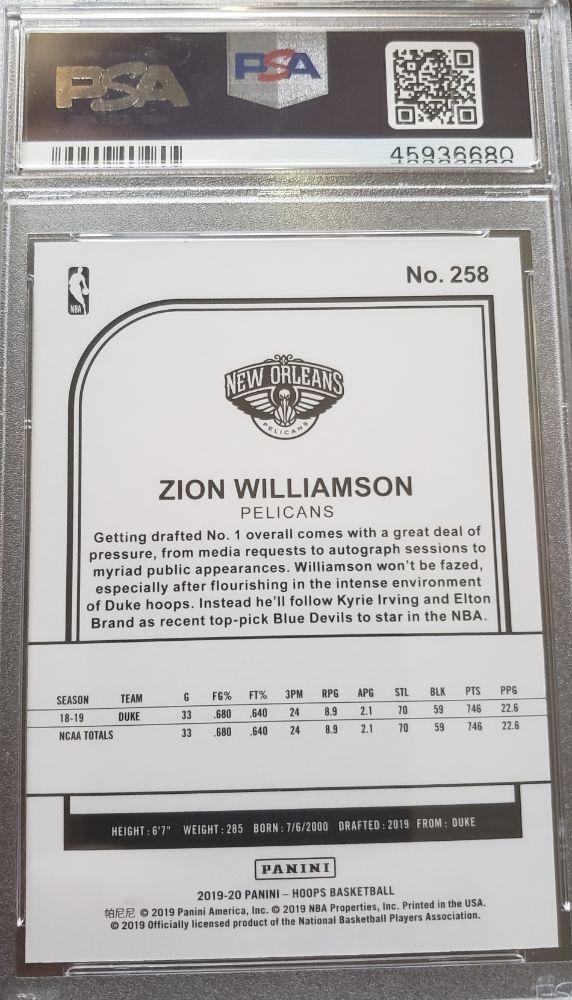 PSA
PSA
45936680
No. 258
NBA
NEW ORLEANS
PELICANS
ZION WILLIAMSON
PELICANS
Getting drafted No. 1 overall comes with a great deal of
pressure, from media requests to autograph sessions to
myriad public appearances. Williamson won't be fazed,
especially after flourishing in the intense environment
of Duke hoops. Instead he'll follow Kyrie Irving and Elton
Brand as recent top-pick Blue Devils to star in the NBA.
SEASON TEAM G FG% FT% 3PM RPG APG STL BLK PTS PPG
18-19 DUKE 33 .680 .640 24 8.9 2.1 70 59 746 22.6
NCAA TOTALS 33 .680 .640 24 8.9 2.1 70 59 746 22.6
HEIGHT: 6'7" WEIGHT: 285 BORN: 7/6/2000 DRAFTED: 2019 FROM: DUKE
PANINI
2019-20 PANINI – HOOPS BASKETBALL
帕尼尼 © 2019 Panini America, Inc. © 2019 NBA Properties, Inc. Printed in the USA.
© 2019 Officially licensed product of the National Basketball Players Association.